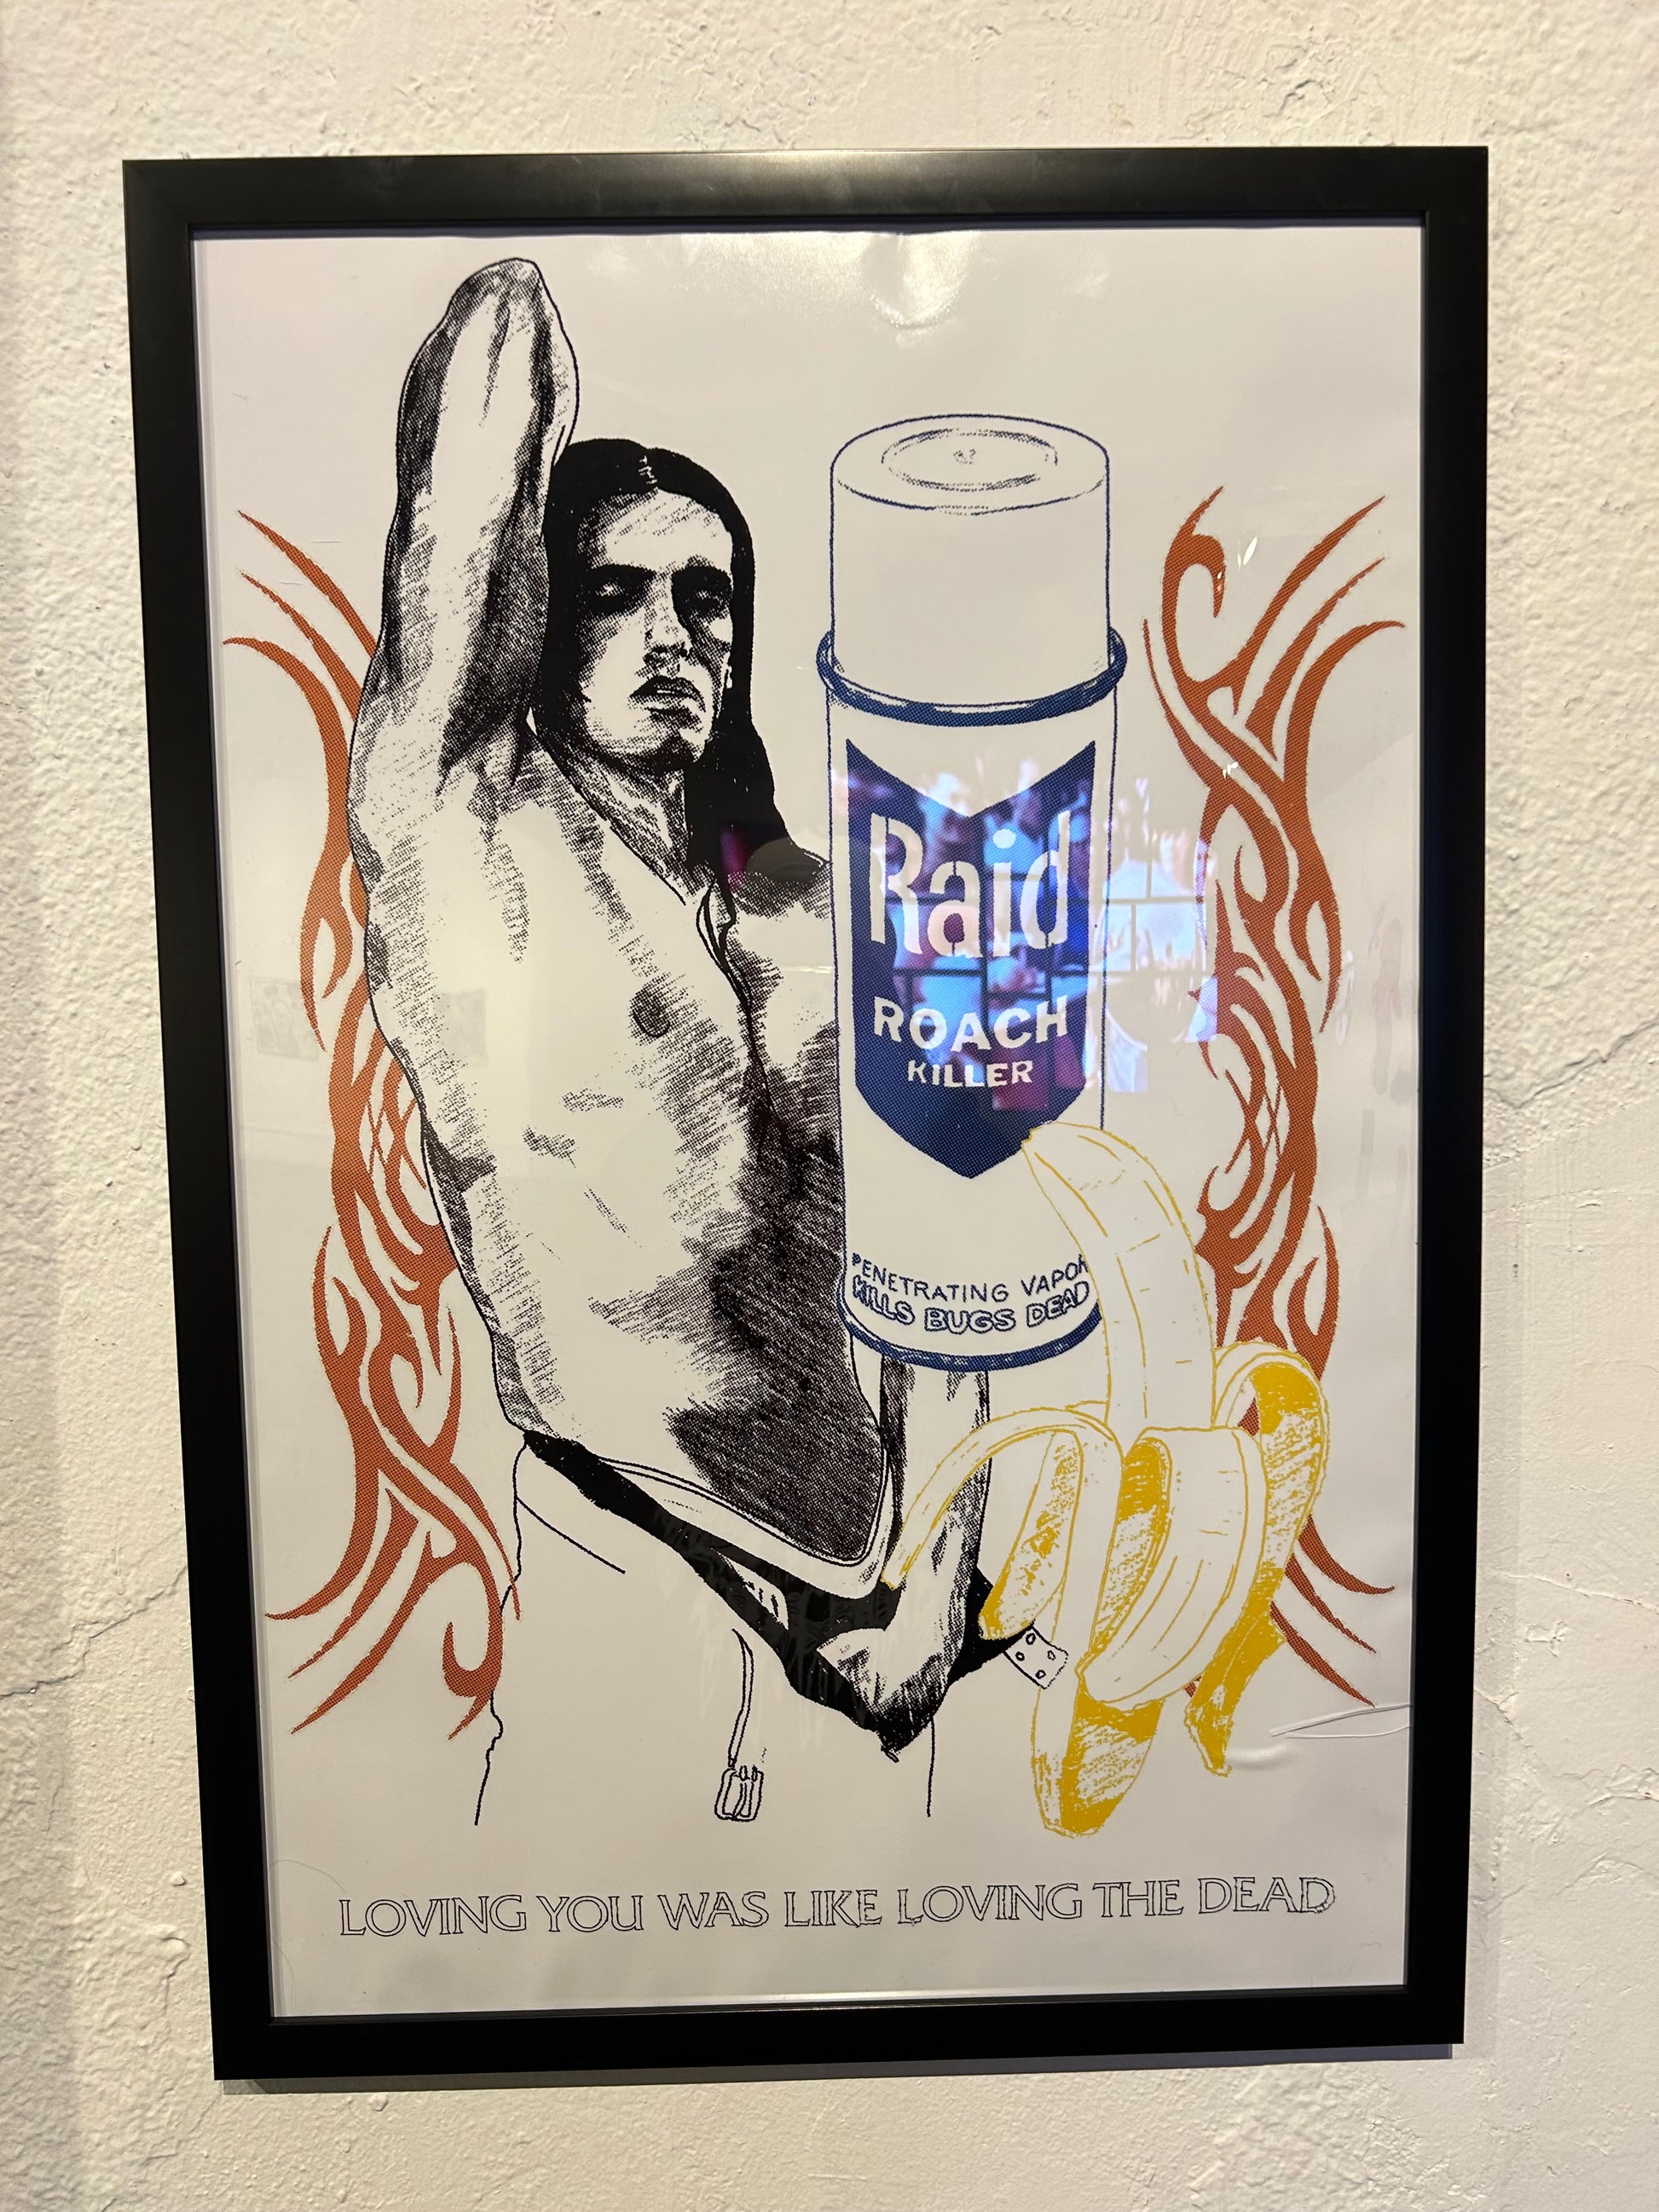 Raid
ROACH
KILLER
PENETRATING VAPOR
KILLS BUGS DEAD
LOVING YOU WAS LIKE LOVING THE DEAD